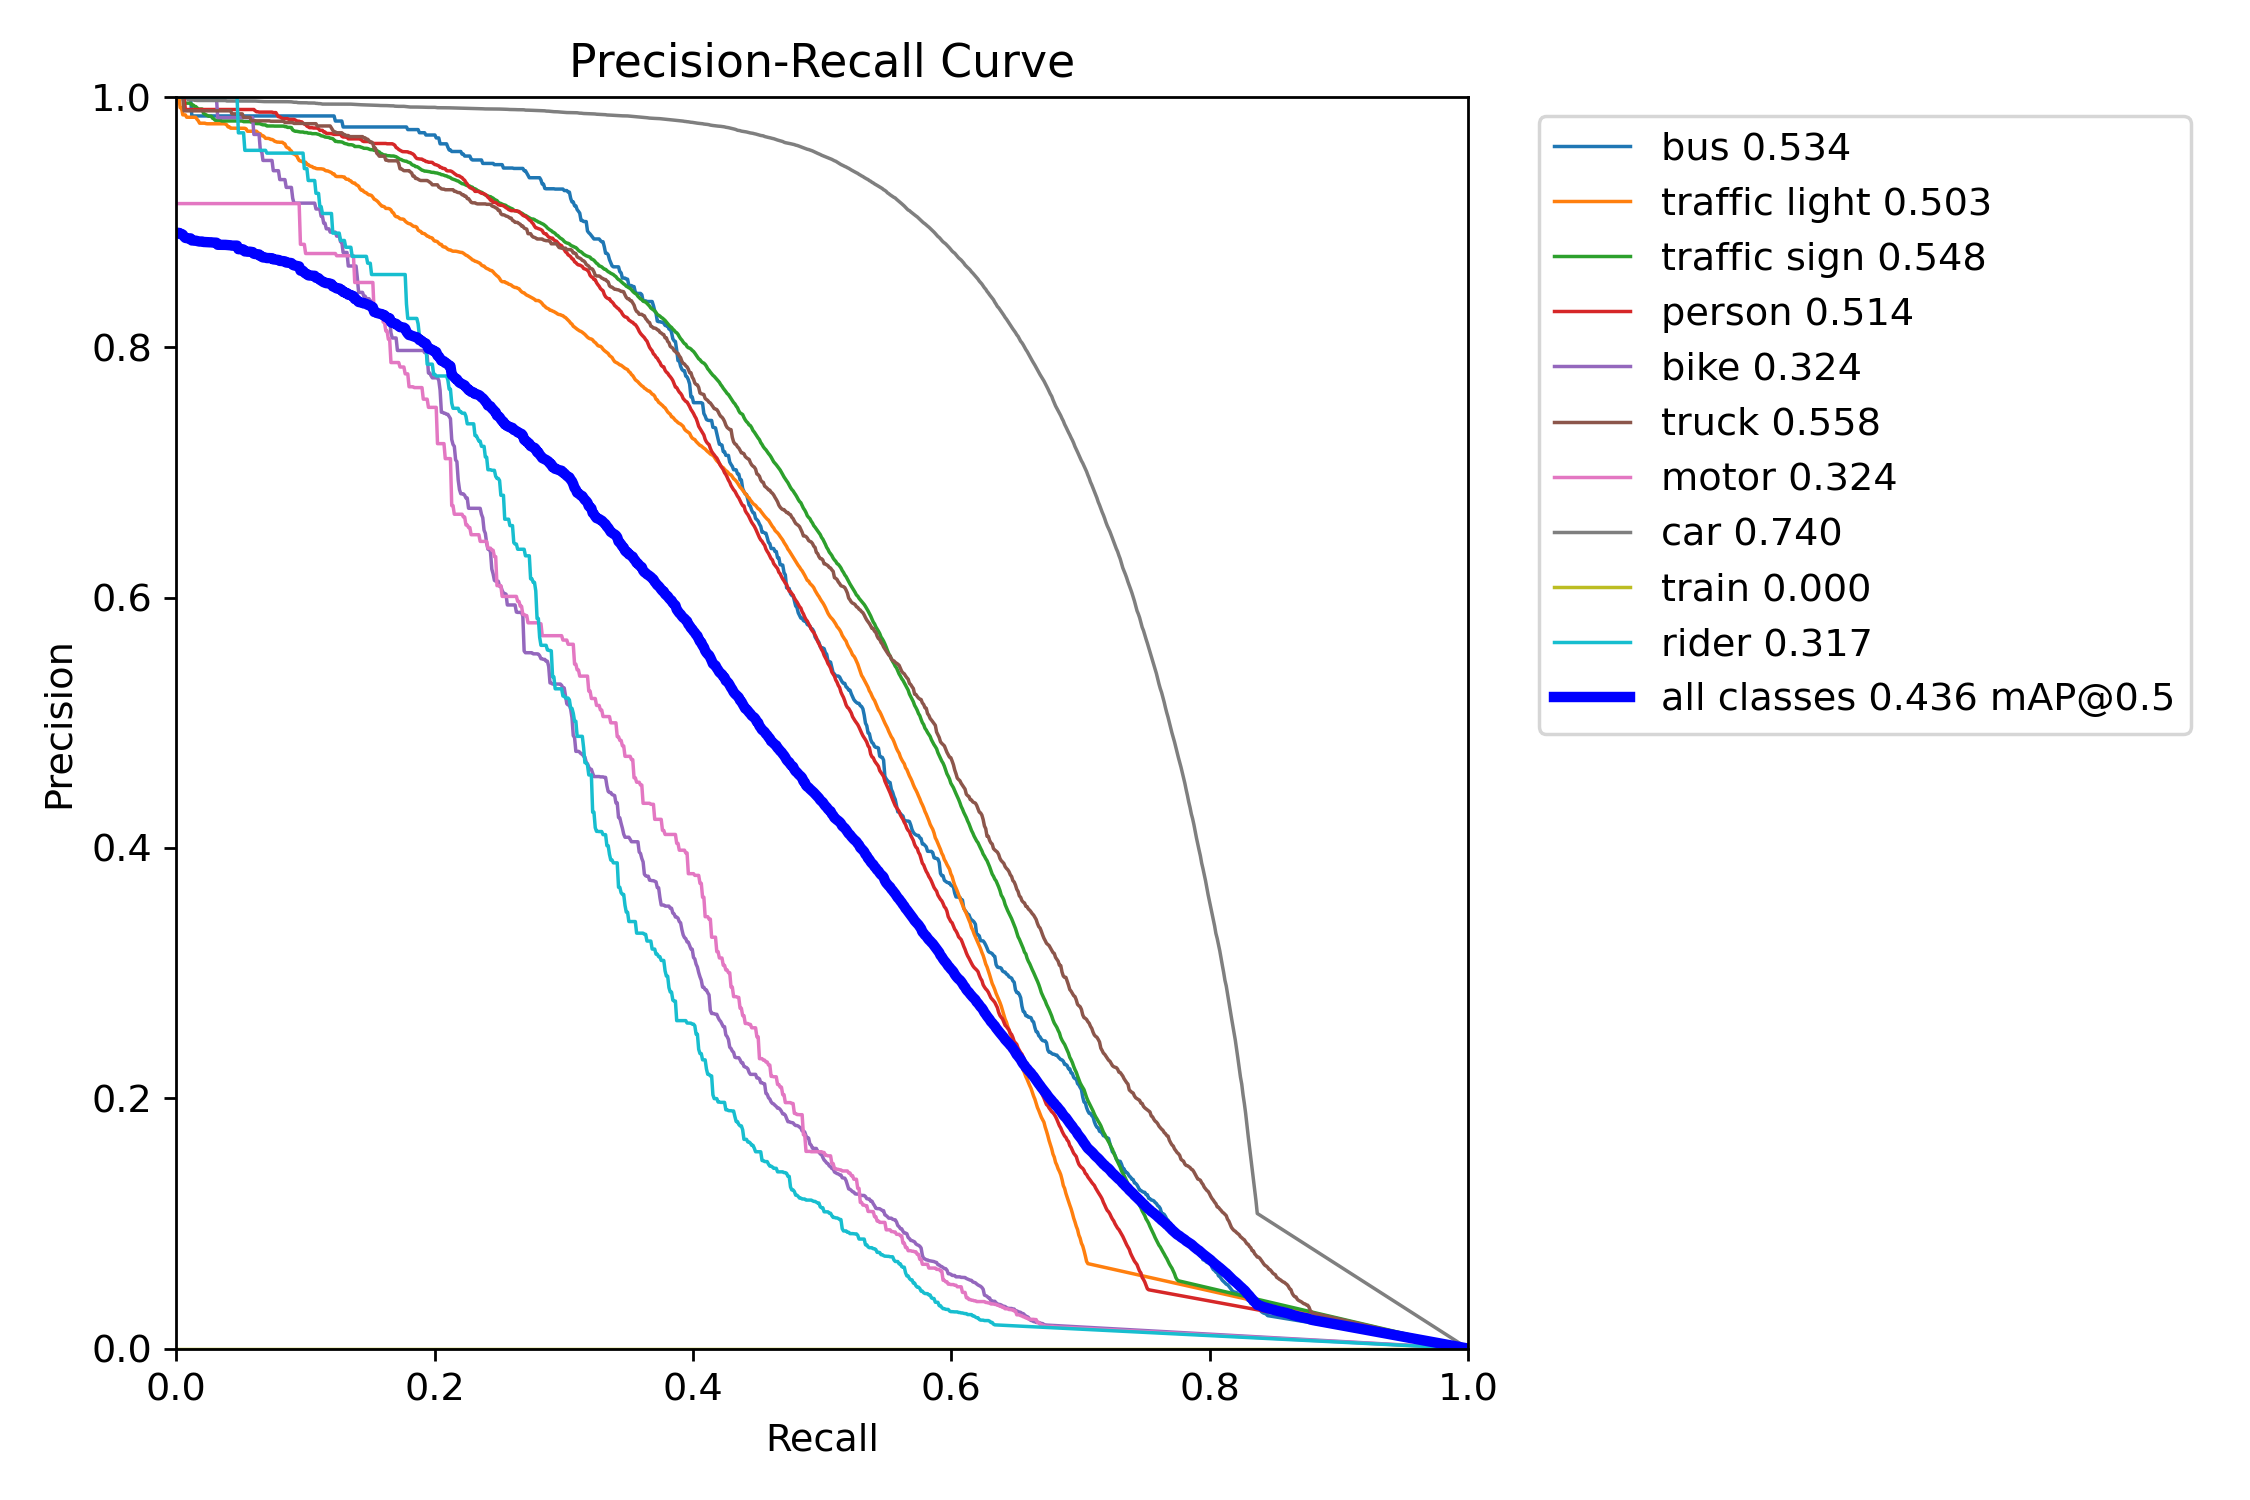 Precision-Recall Curve
1.0
0.8
0.6
0.4
0.2
0.0
Precision
0.0 0.2 0.4 0.6 0.8 1.0
Recall
bus 0.534
traffic light 0.503
traffic sign 0.548
person 0.514
bike 0.324
truck 0.558
motor 0.324
car 0.740
train 0.000
rider 0.317
all classes 0.436 mAP@0.5